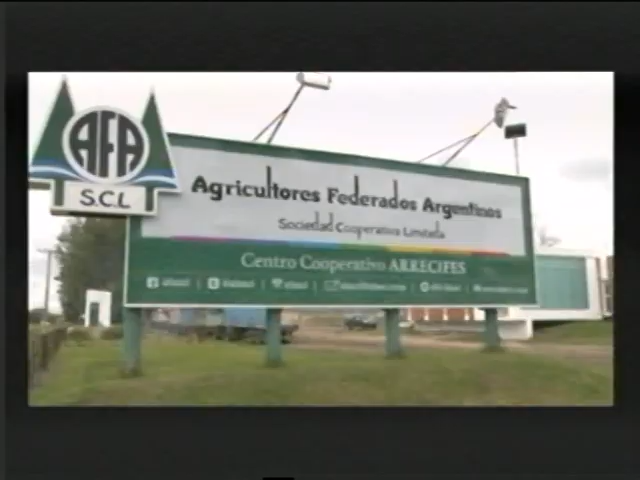 AFA
S.C.L
Agricultores Federados Argentinos
Sociedad Cooperativa Limitada
Centro Cooperativo ARRECIFES